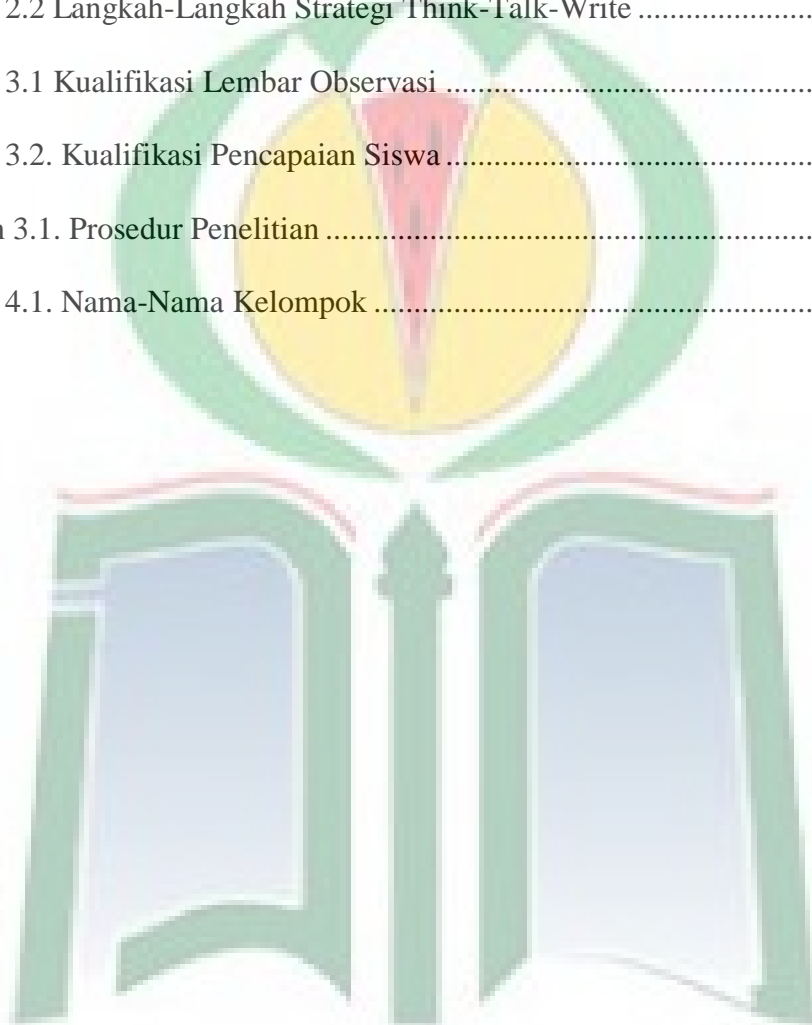 2.2 Langkah-Langkah Strategi Think-Talk-Write ......................
3.1 Kualifikasi Lembar Observasi ..............................................
3.2. Kualifikasi Pencapaian Siswa ..............................................
3.1. Prosedur Penelitian .............................................................
4.1. Nama-Nama Kelompok .......................................................